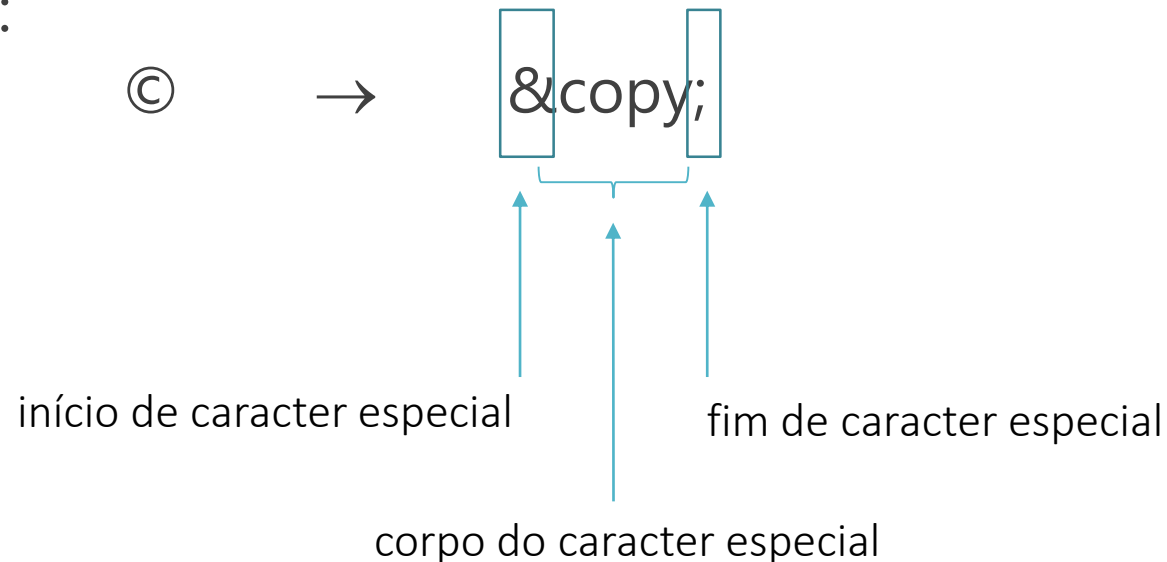 :
© → &copy;
início de caracter especial
fim de caracter especial
corpo do caracter especial